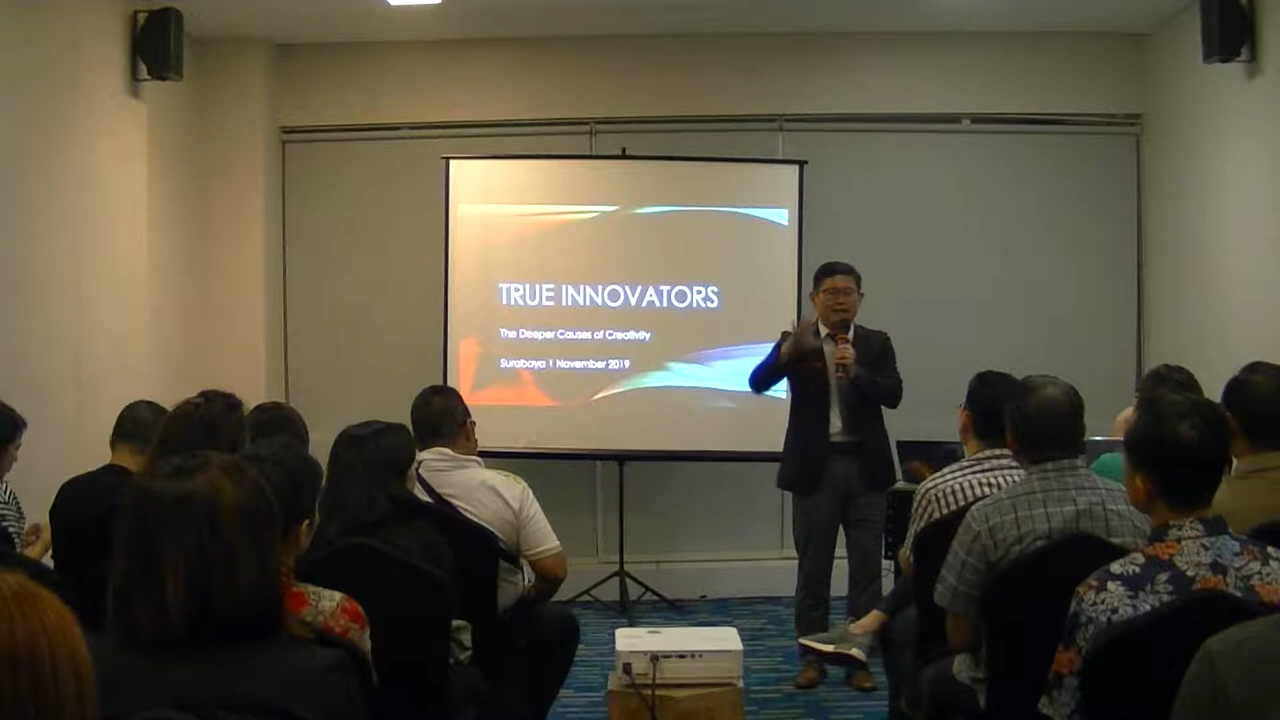 TRUE INNOVATORS
The Deeper Causes of Creativity
Surabaya 1 November 2019